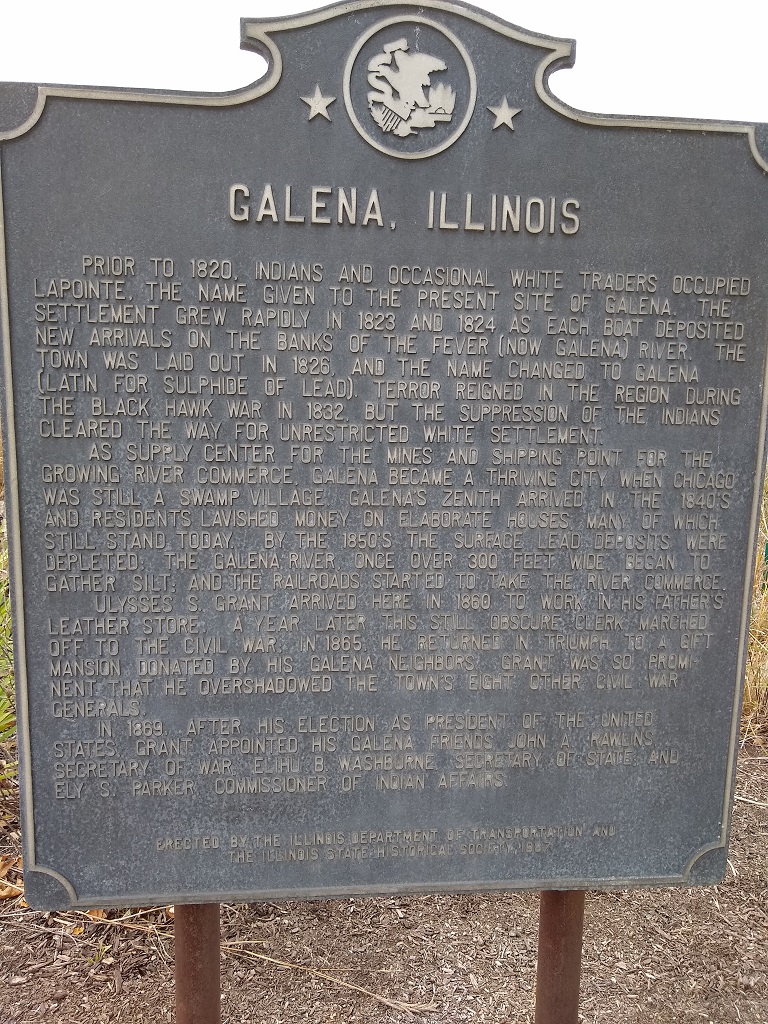 GALENA, ILLINOIS
PRIOR TO 1820, INDIANS AND OCCASIONAL WHITE TRADERS OCCUPIED
LAPOINTE, THE NAME GIVEN TO THE PRESENT SITE OF GALENA. THE
SETTLEMENT GREW RAPIDLY IN 1823 AND 1824 AS EACH BOAT DEPOSITED
NEW ARRIVALS ON THE BANKS OF THE FEVER (NOW GALENA) RIVER. THE
TOWN WAS LAID OUT IN 1826, AND THE NAME CHANGED TO GALENA
(LATIN FOR SULPHIDE OF LEAD). TERROR REIGNED IN THE REGION DURING
THE BLACK HAWK WAR IN 1832, BUT THE SUPPRESSION OF THE INDIANS
CLEARED THE WAY FOR UNRESTRICTED WHITE SETTLEMENT.
AS SUPPLY CENTER FOR THE MINES AND SHIPPING POINT FOR THE
GROWING RIVER COMMERCE, GALENA BECAME A THRIVING CITY WHEN CHICAGO
WAS STILL A SWAMP VILLAGE. GALENA'S ZENITH ARRIVED IN THE 1840'S
AND RESIDENTS LAVISHED MONEY ON ELABORATE HOUSES, MANY OF WHICH
STILL STAND TODAY. BY THE 1850'S THE SURFACE LEAD DEPOSITS WERE
DEPLETED; THE GALENA RIVER, ONCE OVER 300 FEET WIDE, BEGAN TO
GATHER SILT; AND THE RAILROADS STARTED TO TAKE THE RIVER COMMERCE.
ULYSSES S. GRANT ARRIVED HERE IN 1860 TO WORK IN HIS FATHER'S
LEATHER STORE. A YEAR LATER THIS STILL OBSCURE CLERK MARCHED
OFF TO THE CIVIL WAR. IN 1865, HE RETURNED IN TRIUMPH TO A GIFT
MANSION DONATED BY HIS GALENA NEIGHBORS. GRANT WAS SO PROMI-
NENT THAT HE OVERSHADOWED THE TOWN'S EIGHT OTHER CIVIL WAR
GENERALS.
IN 1869, AFTER HIS ELECTION AS PRESIDENT OF THE UNITED
STATES, GRANT APPOINTED HIS GALENA FRIENDS JOHN A. RAWLINS,
SECRETARY OF WAR, ELIHU B. WASHBURNE, SECRETARY OF STATE, AND
ELY S. PARKER, COMMISSIONER OF INDIAN AFFAIRS.
ERECTED BY THE ILLINOIS DEPARTMENT OF TRANSPORTATION AND
THE ILLINOIS STATE HISTORICAL SOCIETY,